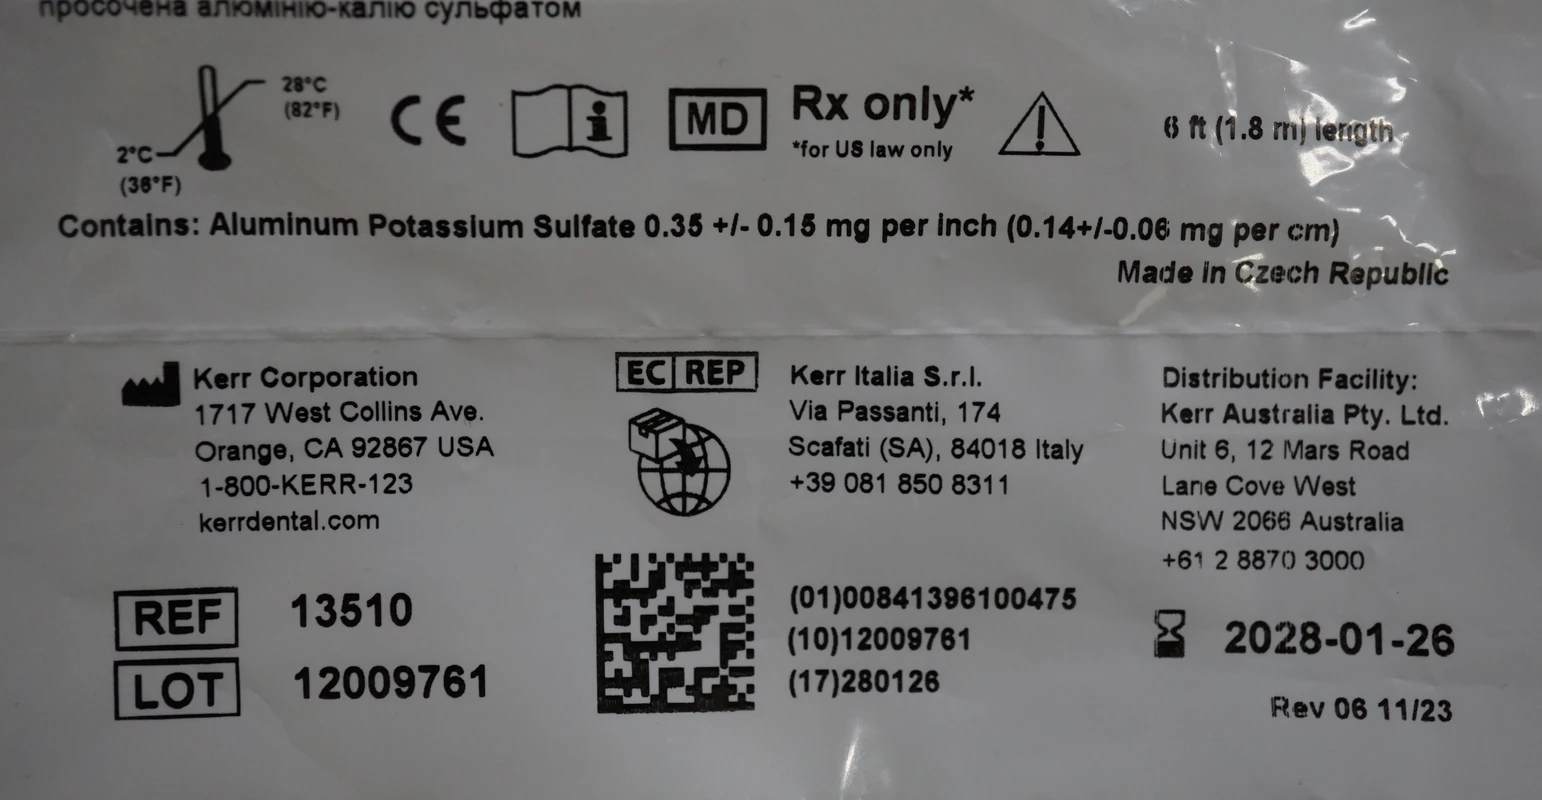 просочена алюмінію-калію сульфатом
28°C
(82°F)
2°C
(36°F)
CE
i
MD
Rx only*
*for US law only
!
6 ft (1.8 m) length
Contains: Aluminum Potassium Sulfate 0.35 +/- 0.15 mg per inch (0.14+/-0.06 mg per cm)
Made in Czech Republic
Kerr Corporation
1717 West Collins Ave.
Orange, CA 92867 USA
1-800-KERR-123
kerrdental.com
EC REP
Kerr Italia S.r.l.
Via Passanti, 174
Scafati (SA), 84018 Italy
+39 081 850 8311
Distribution Facility:
Kerr Australia Pty. Ltd.
Unit 6, 12 Mars Road
Lane Cove West
NSW 2066 Australia
+61 2 8870 3000
REF 13510
LOT 12009761
(01)00841396100475
(10)12009761
(17)280126
2028-01-26
Rev 06 11/23